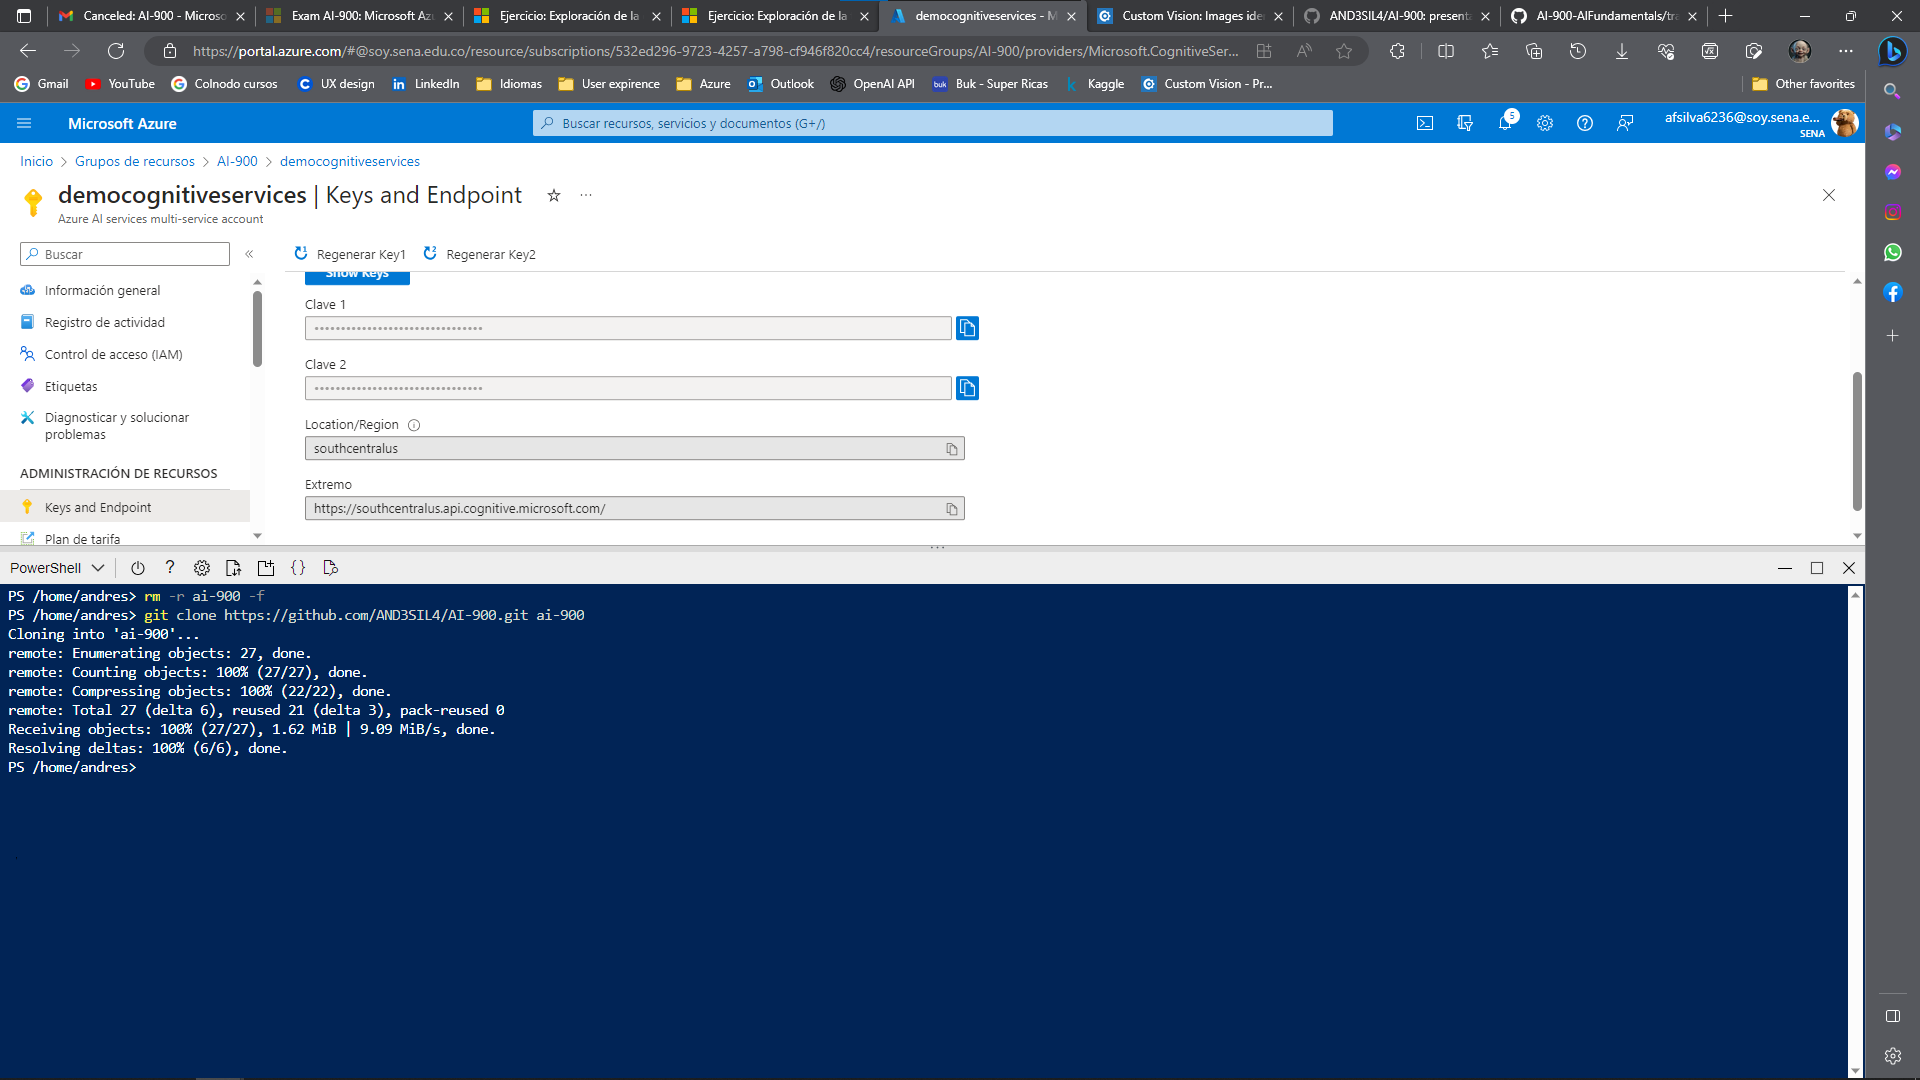 Canceled: AI-900 - Microso
Exam AI-900: Microsoft Azu
Ejercicio: Exploración de la
Ejercicio: Exploración de la
democognitiveservices - M
Custom Vision: Images ide
AND3SIL4/AI-900: present
AI-900-AIFundamentals/tra
https://portal.azure.com/#@soy.sena.edu.co/resource/subscriptions/532ed296-9723-4257-a798-cf946f820cc4/resourceGroups/AI-900/providers/Microsoft.CognitiveSer...
Gmail
YouTube
Colnodo cursos
UX design
LinkedIn
Idiomas
User expirence
Azure
Outlook
OpenAI API
Buk - Super Ricas
Kaggle
Custom Vision - Pr...
Other favorites
Microsoft Azure
Buscar recursos, servicios y documentos (G+/)
5
afsilva6236@soy.sena.e...
SENA
Inicio > Grupos de recursos > AI-900 > democognitiveservices
democognitiveservices | Keys and Endpoint
Azure AI services multi-service account
Buscar
Regenerar Key1
Regenerar Key2
Información general
Registro de actividad
Control de acceso (IAM)
Etiquetas
Diagnosticar y solucionar
problemas
ADMINISTRACIÓN DE RECURSOS
Keys and Endpoint
Plan de tarifa
Show Keys
Clave 1
Clave 2
Location/Region
southcentralus
Extremo
https://southcentralus.api.cognitive.microsoft.com/
PowerShell
PS /home/andres> rm -r ai-900 -f
PS /home/andres> git clone https://github.com/AND3SIL4/AI-900.git ai-900
Cloning into 'ai-900'...
remote: Enumerating objects: 27, done.
remote: Counting objects: 100% (27/27), done.
remote: Compressing objects: 100% (22/22), done.
remote: Total 27 (delta 6), reused 21 (delta 3), pack-reused 0
Receiving objects: 100% (27/27), 1.62 MiB | 9.09 MiB/s, done.
Resolving deltas: 100% (6/6), done.
PS /home/andres>